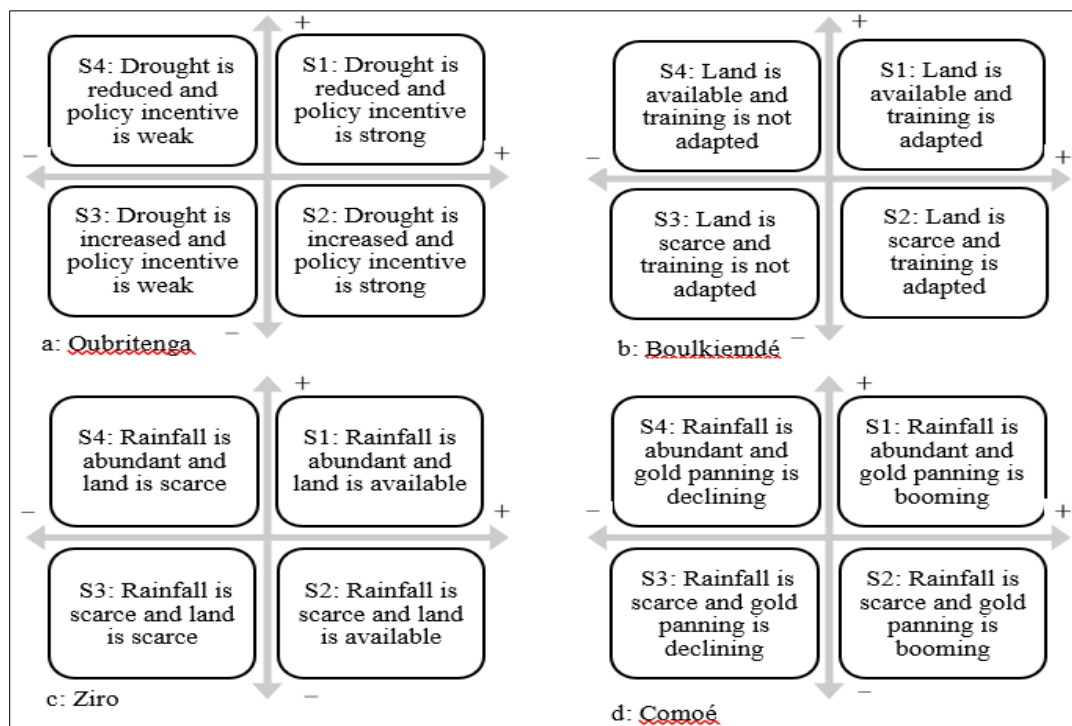 +
S4: Drought is
reduced and
policy incentive
is weak
S1: Drought is
reduced and
policy incentive
is strong
−
+
S3: Drought is
increased and
policy incentive
is weak
S2: Drought is
increased and
policy incentive
is strong
−
a: Oubritenga
+
S4: Land is
available and
training is not
adapted
S1: Land is
available and
training is
adapted
−
+
S3: Land is
scarce and
training is not
adapted
S2: Land is
scarce and
training is
adapted
−
b: Boulkiemdé
+
S4: Rainfall is
abundant and
land is scarce
S1: Rainfall is
abundant and
land is available
−
+
S3: Rainfall is
scarce and land
is scarce
S2: Rainfall is
scarce and land
is available
−
c: Ziro
+
S4: Rainfall is
abundant and
gold panning is
declining
S1: Rainfall is
abundant and
gold panning is
booming
−
+
S3: Rainfall is
scarce and gold
panning is
declining
S2: Rainfall is
scarce and gold
panning is
booming
−
d: Comoé